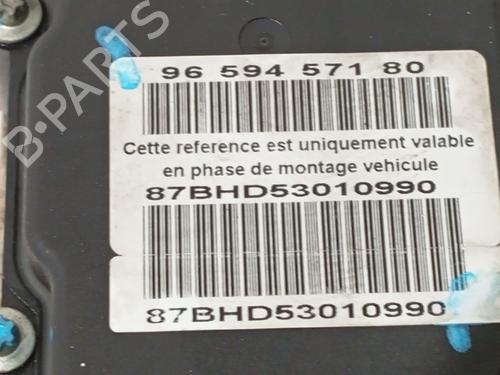 96 594 571 80
Cette reference est uniquement valable
en phase de montage vehicule
87BHD53010990
87BHD53010990
B-PARTS